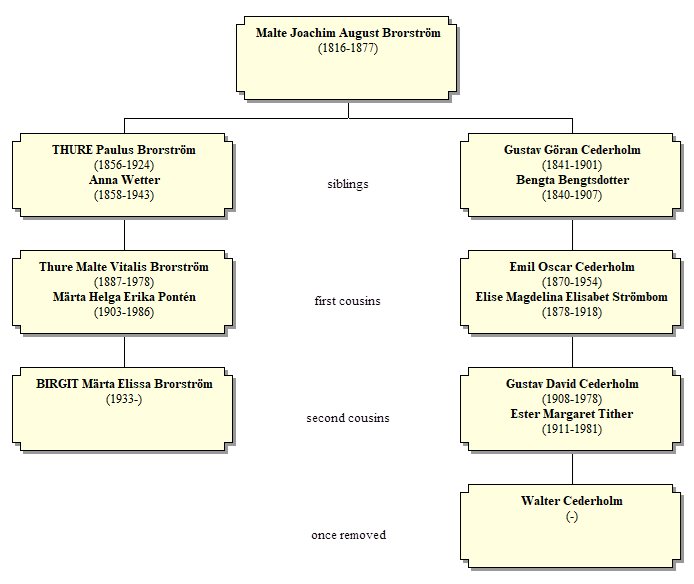 Malte Joachim August Brorström
(1816-1877)
THURE Paulus Brorström
(1856-1924)
Anna Wetter
(1858-1943)
siblings
Gustav Göran Cederholm
(1841-1901)
Bengta Bengtsdotter
(1840-1907)
Thure Malte Vitalis Brorström
(1887-1978)
Märta Helga Erika Pontén
(1903-1986)
first cousins
Emil Oscar Cederholm
(1870-1954)
Elise Magdelina Elisabet Strömbom
(1878-1918)
BIRGIT Märta Elissa Brorström
(1933-)
second cousins
Gustav David Cederholm
(1908-1978)
Ester Margaret Tither
(1911-1981)
Walter Cederholm
(-)
once removed